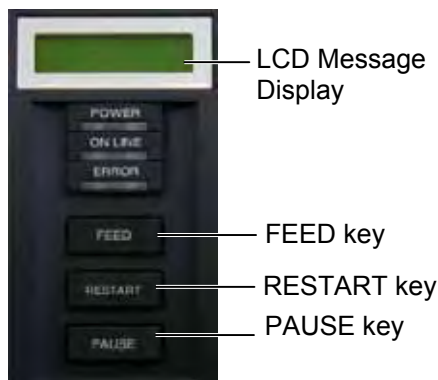 LCD Message
Display
POWER
ON LINE
ERROR
FEED
FEED key
RESTART
RESTART key
PAUSE
PAUSE key